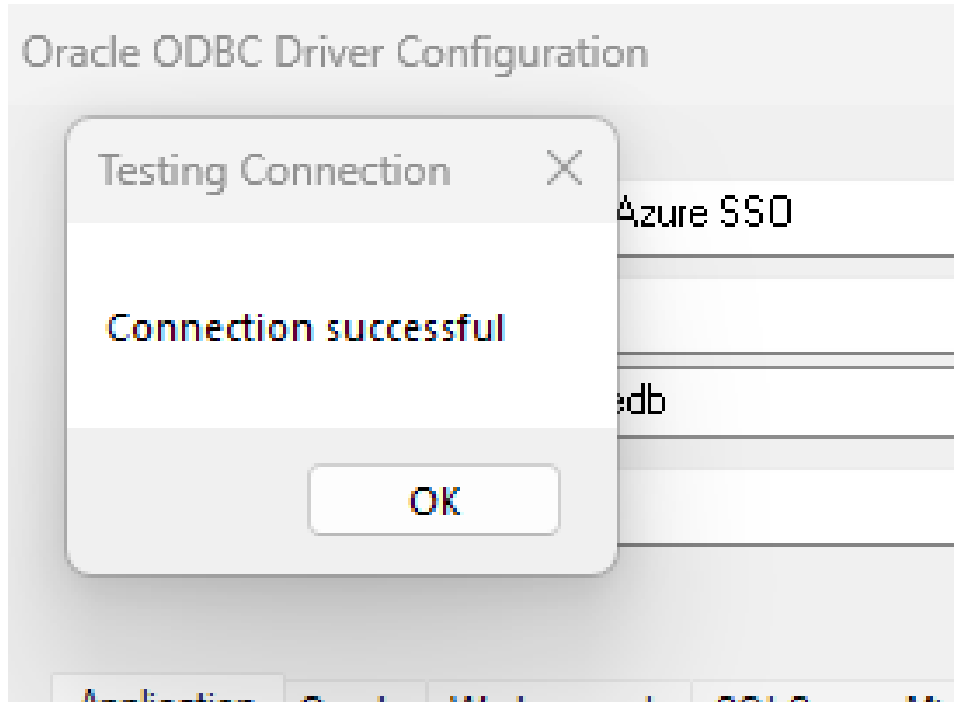 Oracle ODBC Driver Configuration
Testing Connection
Azure SSO
Connection successful
edb
OK
Application